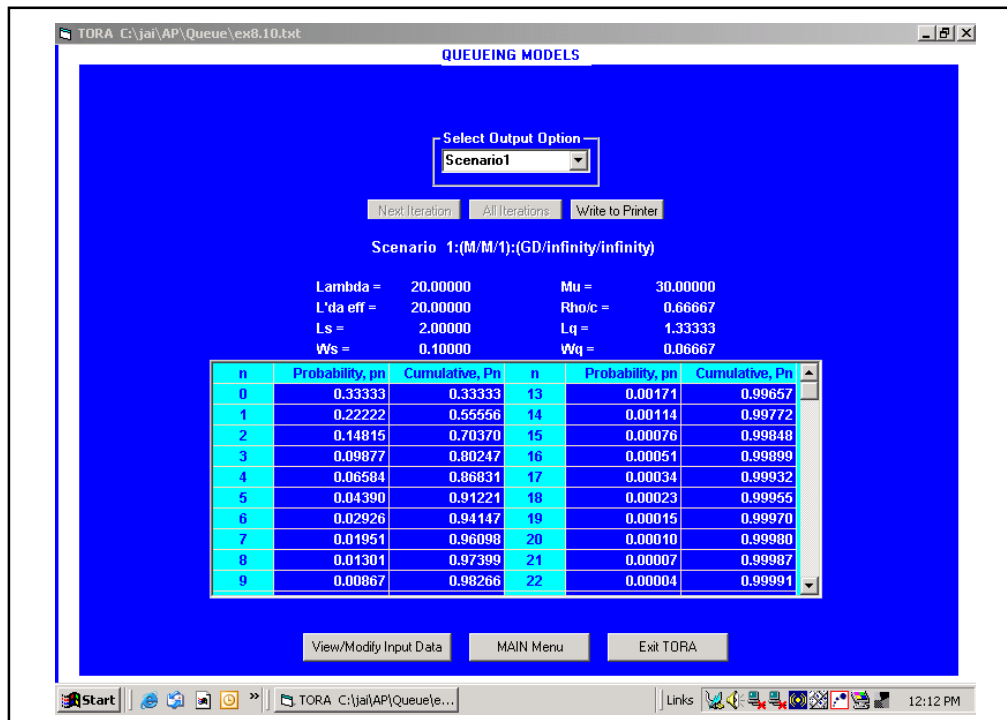 TORA C:\jai\AP\Queue\ex8.10.txt
QUEUEING MODELS
Select Output Option
Scenario1
Next Iteration All Iterations Write to Printer
Scenario 1:(M/M/1):(GD/infinity/infinity)
Lambda = 20.00000 Mu = 30.00000
L'da eff = 20.00000 Rho/c = 0.66667
Ls = 2.00000 Lq = 1.33333
Ws = 0.10000 Wq = 0.06667
n Probability, pn Cumulative, Pn n Probability, pn Cumulative, Pn
0 0.33333 0.33333 13 0.00171 0.99657
1 0.22222 0.55556 14 0.00114 0.99772
2 0.14815 0.70370 15 0.00076 0.99848
3 0.09877 0.80247 16 0.00051 0.99899
4 0.06584 0.86831 17 0.00034 0.99932
5 0.04390 0.91221 18 0.00023 0.99955
6 0.02926 0.94147 19 0.00015 0.99970
7 0.01951 0.96098 20 0.00010 0.99980
8 0.01301 0.97399 21 0.00007 0.99987
9 0.00867 0.98266 22 0.00004 0.99991
View/Modify Input Data MAIN Menu Exit TORA
Start » TORA C:\jai\AP\Queue\e... Links 12:12 PM